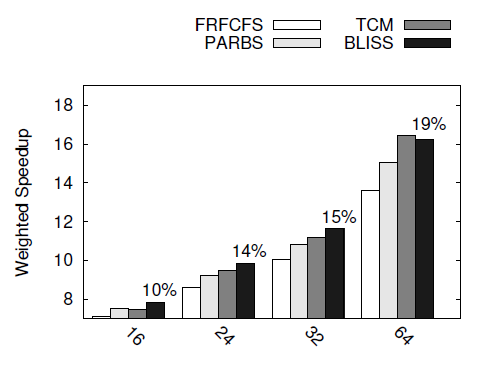 FRFCFS TCM
PARBS BLISS
Weighted Speedup
18
16
14
12
10
8
10%
14%
15%
19%
16 24 32 64